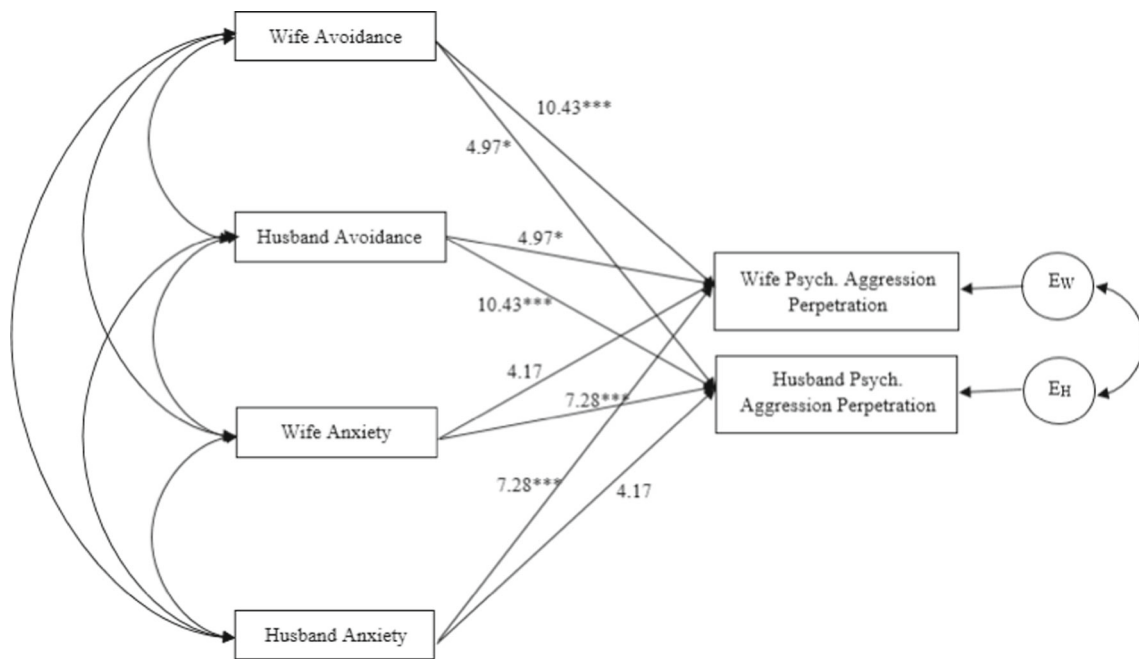 Wife Avoidance
10.43***
4.97*
Husband Avoidance
4.97*
10.43***
Wife Psych. Aggression
Perpetration
EW
4.17
7.28***
Husband Psych.
Aggression Perpetration
EH
Wife Anxiety
7.28***
4.17
Husband Anxiety